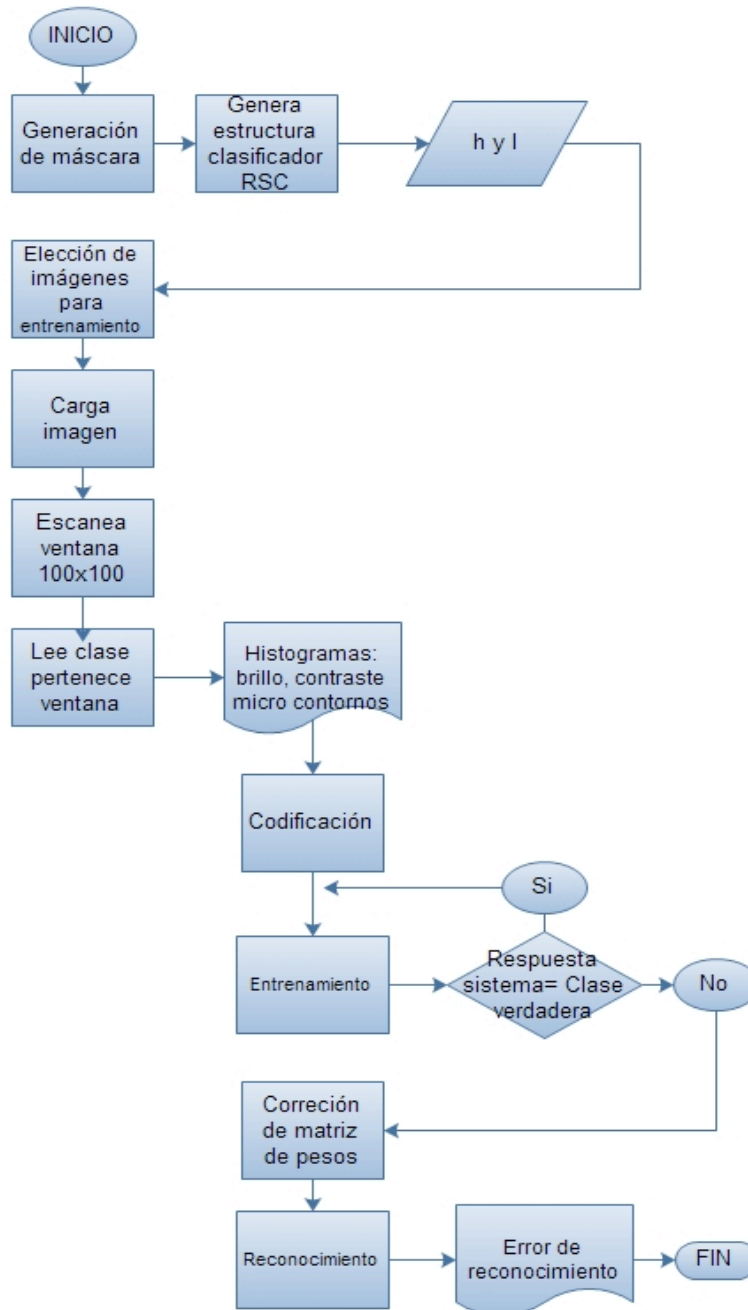 INICIO
Generación
de máscara
Genera
estructura
clasificador
RSC
h y l
Elección de
imágenes
para
entrenamiento
Carga
imagen
Escanea
ventana
100x100
Lee clase
pertenece
ventana
Histogramas:
brillo, contraste
micro contornos
Codificación
Si
Entrenamiento
Respuesta
sistema= Clase
verdadera
No
Correción
de matriz
de pesos
Reconocimiento
Error de
reconocimiento
FIN